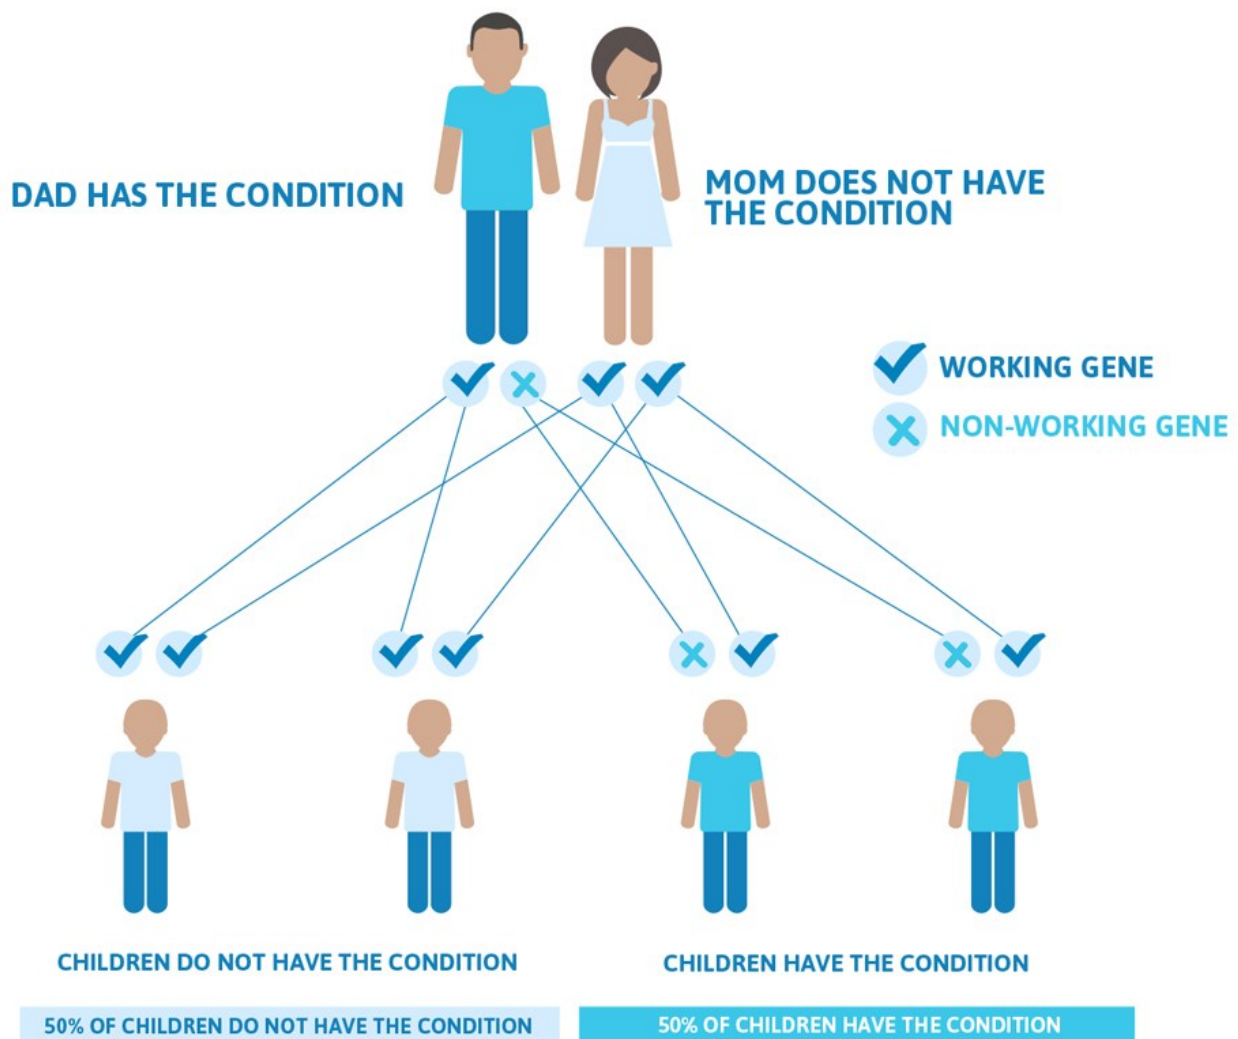 DAD HAS THE CONDITION
MOM DOES NOT HAVE
THE CONDITION
WORKING GENE
NON-WORKING GENE
CHILDREN DO NOT HAVE THE CONDITION
CHILDREN HAVE THE CONDITION
50% OF CHILDREN DO NOT HAVE THE CONDITION
50% OF CHILDREN HAVE THE CONDITION